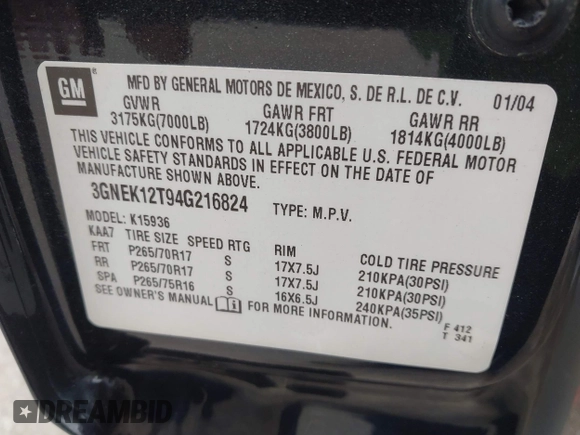 GM ®
MFD BY GENERAL MOTORS DE MEXICO, S. DE R.L. DE C.V. 01/04
GVWR GAWR FRT GAWR RR
3175KG(7000LB) 1724KG(3800LB) 1814KG(4000LB)
THIS VEHICLE CONFORMS TO ALL APPLICABLE U.S. FEDERAL MOTOR
VEHICLE SAFETY STANDARDS IN EFFECT ON THE DATE OF
MANUFACTURE SHOWN ABOVE.
3GNEK12T94G216824 TYPE: M.P.V.
MODEL: K15936
KAA7 TIRE SIZE SPEED RTG RIM COLD TIRE PRESSURE
FRT P265/70R17 S 17X7.5J 210KPA(30PSI)
RR P265/70R17 S 17X7.5J 210KPA(30PSI)
SPA P265/75R16 S 16X6.5J 240KPA(35PSI)
SEE OWNER'S MANUAL FOR MORE INFORMATION.
F 412
T 341
DREAMBID